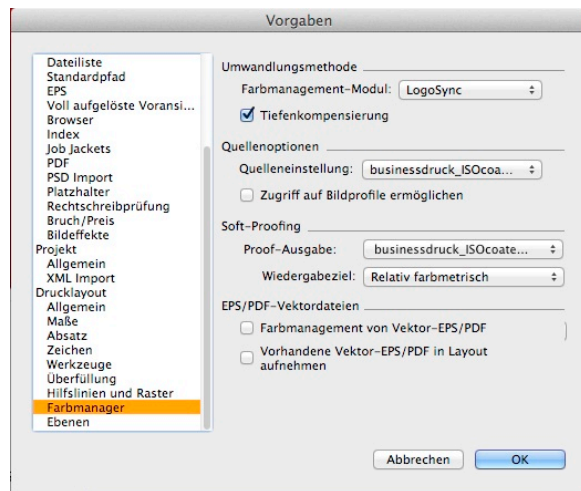 Vorgaben
Dateiliste
Standardpfad
EPS
Voll aufgelöste Voransi...
Browser
Index
Job Jackets
PDF
PSD Import
Platzhalter
Rechtschreibprüfung
Bruch/Preis
Bildeffekte
Projekt
Allgemein
XML Import
Drucklayout
Allgemein
Maße
Absatz
Zeichen
Werkzeuge
Überfüllung
Hilfslinien und Raster
Farbmanager
Ebenen
Umwandlungsmethode
Farbmanagement-Modul: LogoSync
Tiefenkompensierung
Quellenoptionen
Quelleneinstellung: businessdruck_ISOcoa...
Zugriff auf Bildprofile ermöglichen
Soft-Proofing
Proof-Ausgabe: businessdruck_ISOcoate...
Wiedergabeziel: Relativ farbmetrisch
EPS/PDF-Vektordateien
Farbmanagement von Vektor-EPS/PDF
Vorhandene Vektor-EPS/PDF in Layout
aufnehmen
Abbrechen OK